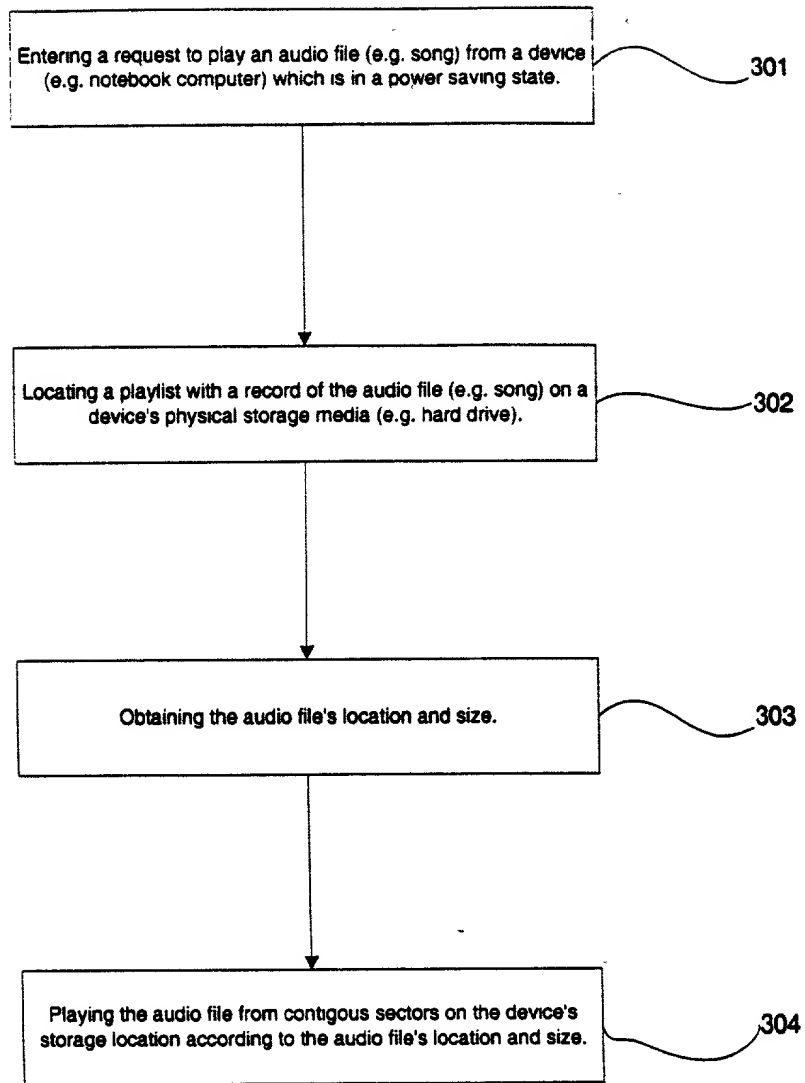 Entering a request to play an audio file (e.g. song) from a device
(e.g. notebook computer) which is in a power saving state.
301
Locating a playlist with a record of the audio file (e.g. song) on a
device's physical storage media (e.g. hard drive).
302
Obtaining the audio file's location and size.
303
Playing the audio file from contigous sectors on the device's
storage location according to the audio file's location and size.
304